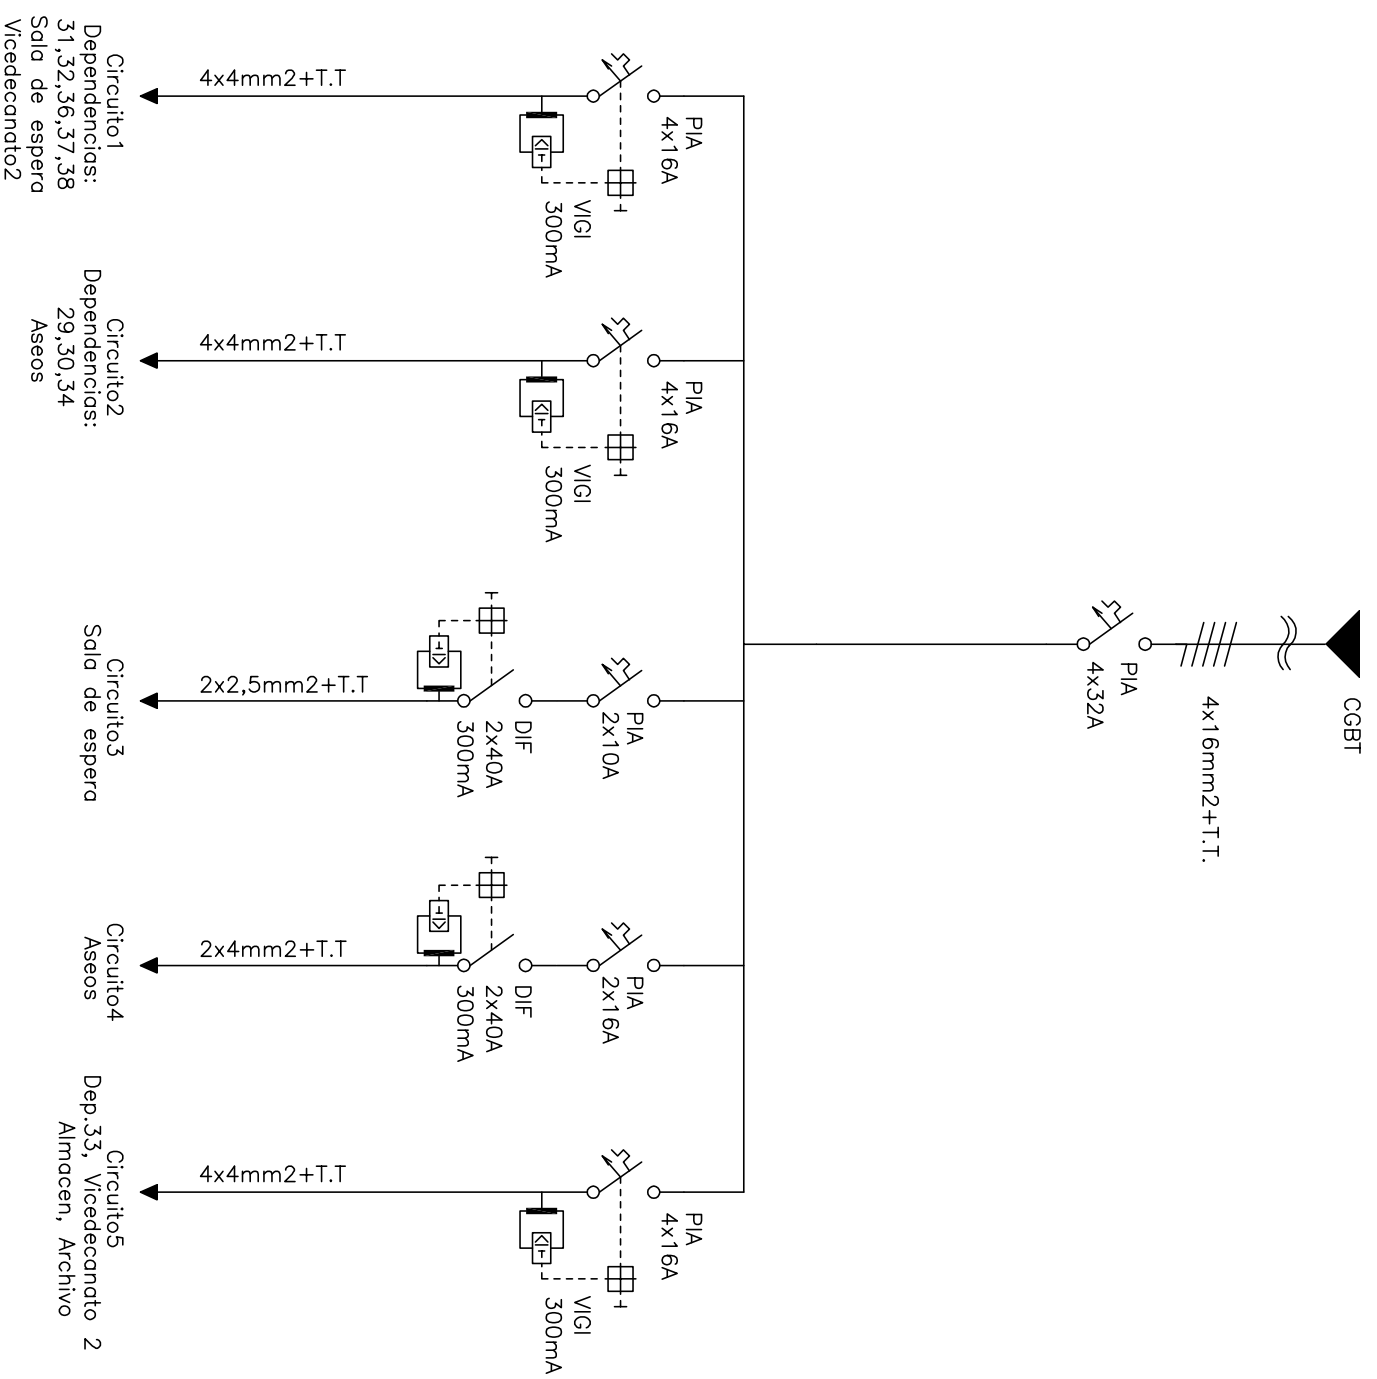 CGBT
4x16mm2+T.T.
PIA
4x32A
PIA
4x16A
VIGI
300mA
4x4mm2+T.T
Circuito1
Dependencias:
31,32,36,37,38
Sala de espera
Vicedecanato2
PIA
4x16A
VIGI
300mA
4x4mm2+T.T
Circuito2
Dependencias:
29,30,34
Aseos
PIA
2x10A
DIF
2x40A
300mA
2x2,5mm2+T.T
Circuito3
Sala de espera
PIA
2x16A
DIF
2x40A
300mA
2x4mm2+T.T
Circuito4
Aseos
PIA
4x16A
VIGI
300mA
4x4mm2+T.T
Circuito5
Dep.33, Vicedecanato 2
Almacen, Archivo